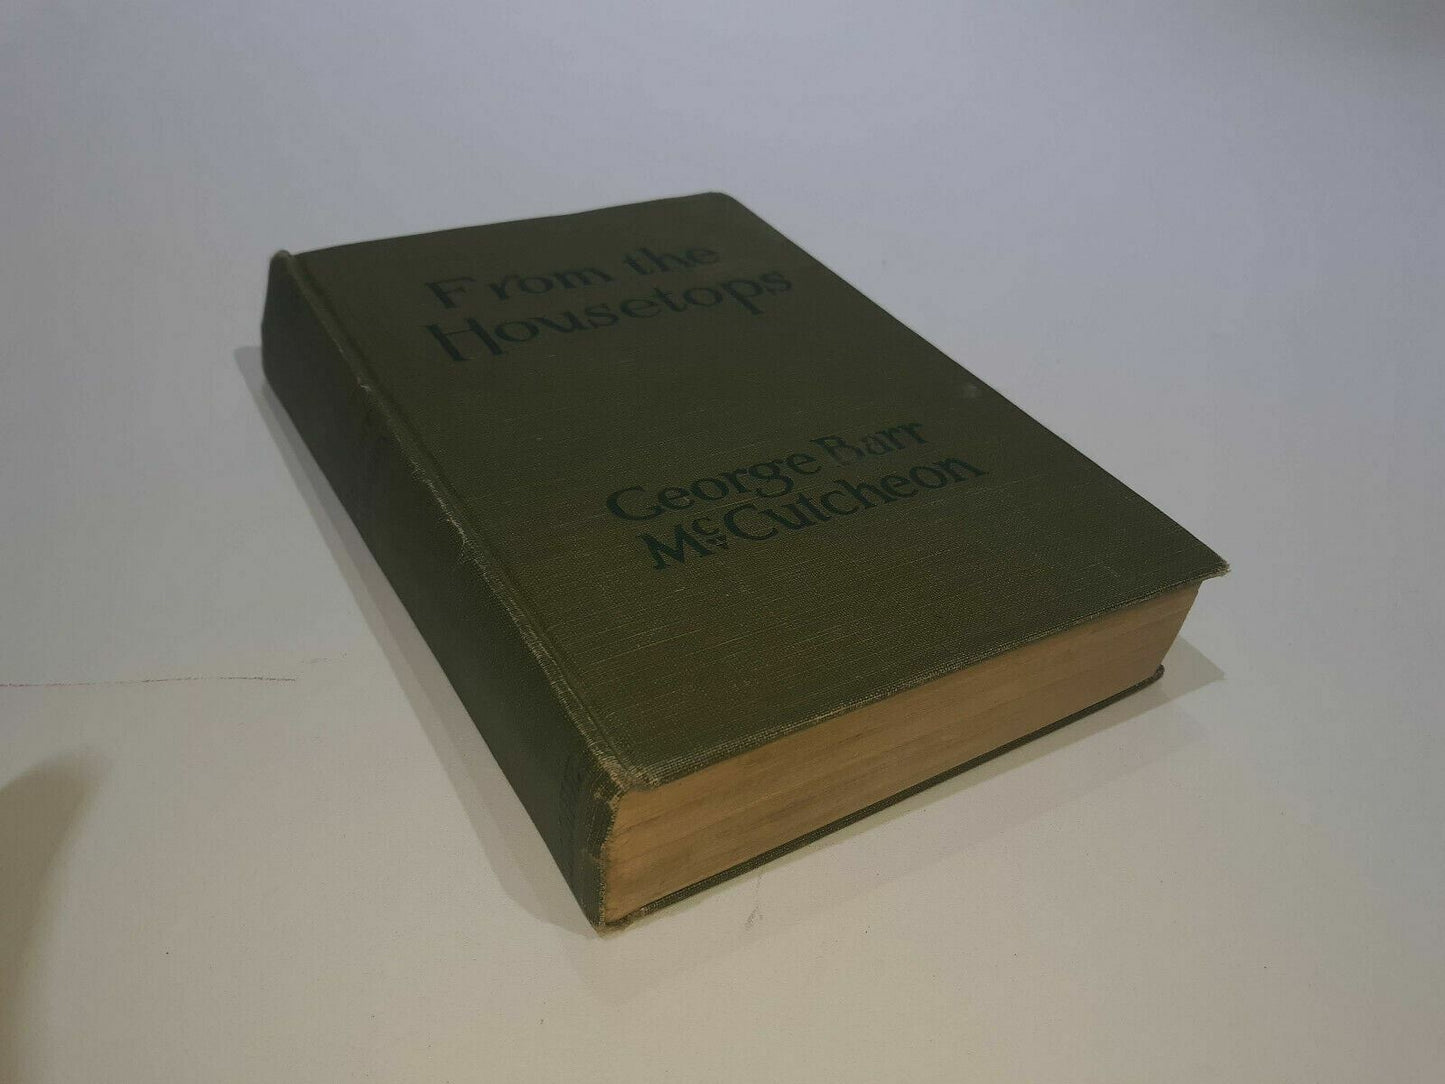 From the
Housetops
George Barr
McCutcheon